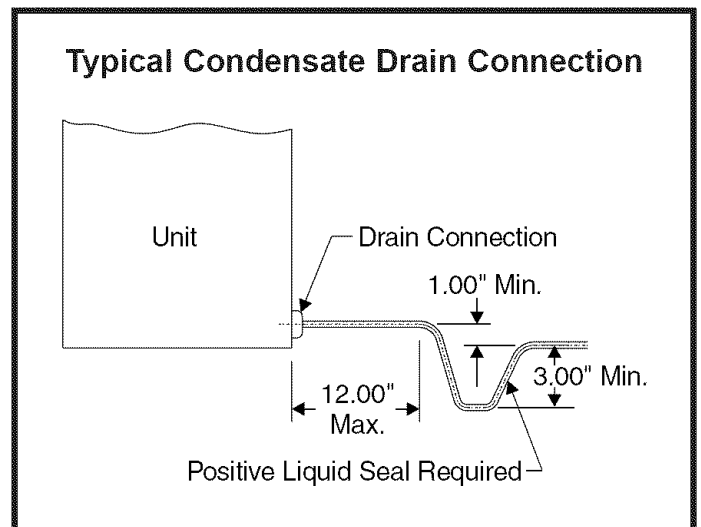 Typical Condensate Drain Connection
Unit
Drain Connection
1.00" Min.
12.00"
Max.
3.00" Min.
Positive Liquid Seal Required